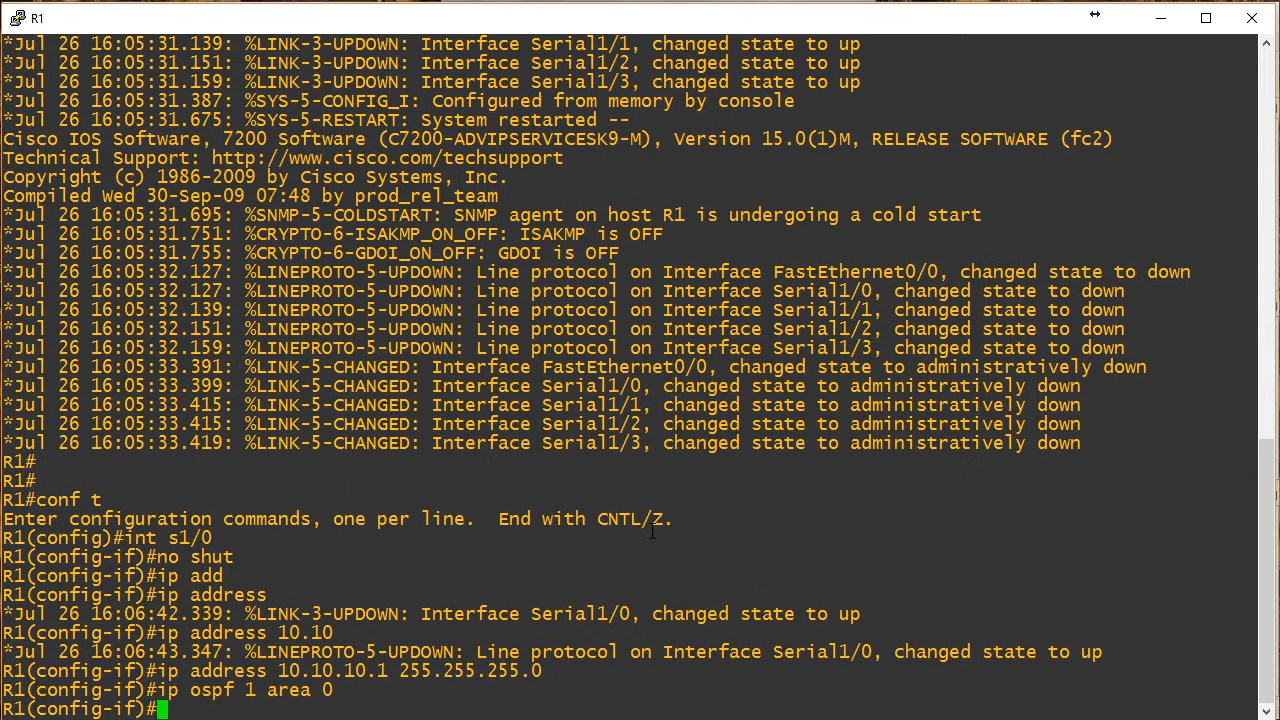 R1
*Jul 26 16:05:31.139: %LINK-3-UPDOWN: Interface Serial1/1, changed state to up
*Jul 26 16:05:31.151: %LINK-3-UPDOWN: Interface Serial1/2, changed state to up
*Jul 26 16:05:31.159: %LINK-3-UPDOWN: Interface Serial1/3, changed state to up
*Jul 26 16:05:31.387: %SYS-5-CONFIG_I: Configured from memory by console
*Jul 26 16:05:31.675: %SYS-5-RESTART: System restarted --
Cisco IOS Software, 7200 Software (C7200-ADVIPSERVICESK9-M), Version 15.0(1)M, RELEASE SOFTWARE (fc2)
Technical Support: http://www.cisco.com/techsupport
Copyright (c) 1986-2009 by Cisco Systems, Inc.
Compiled Wed 30-Sep-09 07:48 by prod_rel_team
*Jul 26 16:05:31.695: %SNMP-5-COLDSTART: SNMP agent on host R1 is undergoing a cold start
*Jul 26 16:05:31.751: %CRYPTO-6-ISAKMP_ON_OFF: ISAKMP is OFF
*Jul 26 16:05:31.755: %CRYPTO-6-GDOI_ON_OFF: GDOI is OFF
*Jul 26 16:05:32.127: %LINEPROTO-5-UPDOWN: Line protocol on Interface FastEthernet0/0, changed state to down
*Jul 26 16:05:32.127: %LINEPROTO-5-UPDOWN: Line protocol on Interface Serial1/0, changed state to down
*Jul 26 16:05:32.139: %LINEPROTO-5-UPDOWN: Line protocol on Interface Serial1/1, changed state to down
*Jul 26 16:05:32.151: %LINEPROTO-5-UPDOWN: Line protocol on Interface Serial1/2, changed state to down
*Jul 26 16:05:32.159: %LINEPROTO-5-UPDOWN: Line protocol on Interface Serial1/3, changed state to down
*Jul 26 16:05:33.391: %LINK-5-CHANGED: Interface FastEthernet0/0, changed state to administratively down
*Jul 26 16:05:33.399: %LINK-5-CHANGED: Interface Serial1/0, changed state to administratively down
*Jul 26 16:05:33.415: %LINK-5-CHANGED: Interface Serial1/1, changed state to administratively down
*Jul 26 16:05:33.415: %LINK-5-CHANGED: Interface Serial1/2, changed state to administratively down
*Jul 26 16:05:33.419: %LINK-5-CHANGED: Interface Serial1/3, changed state to administratively down
R1#
R1#
R1#conf t
Enter configuration commands, one per line.  End with CNTL/Z.
R1(config)#int s1/0
R1(config-if)#no shut
R1(config-if)#ip add
R1(config-if)#ip address
*Jul 26 16:06:42.339: %LINK-3-UPDOWN: Interface Serial1/0, changed state to up
R1(config-if)#ip address 10.10
*Jul 26 16:06:43.347: %LINEPROTO-5-UPDOWN: Line protocol on Interface Serial1/0, changed state to up
R1(config-if)#ip address 10.10.10.1 255.255.255.0
R1(config-if)#ip ospf 1 area 0
R1(config-if)#